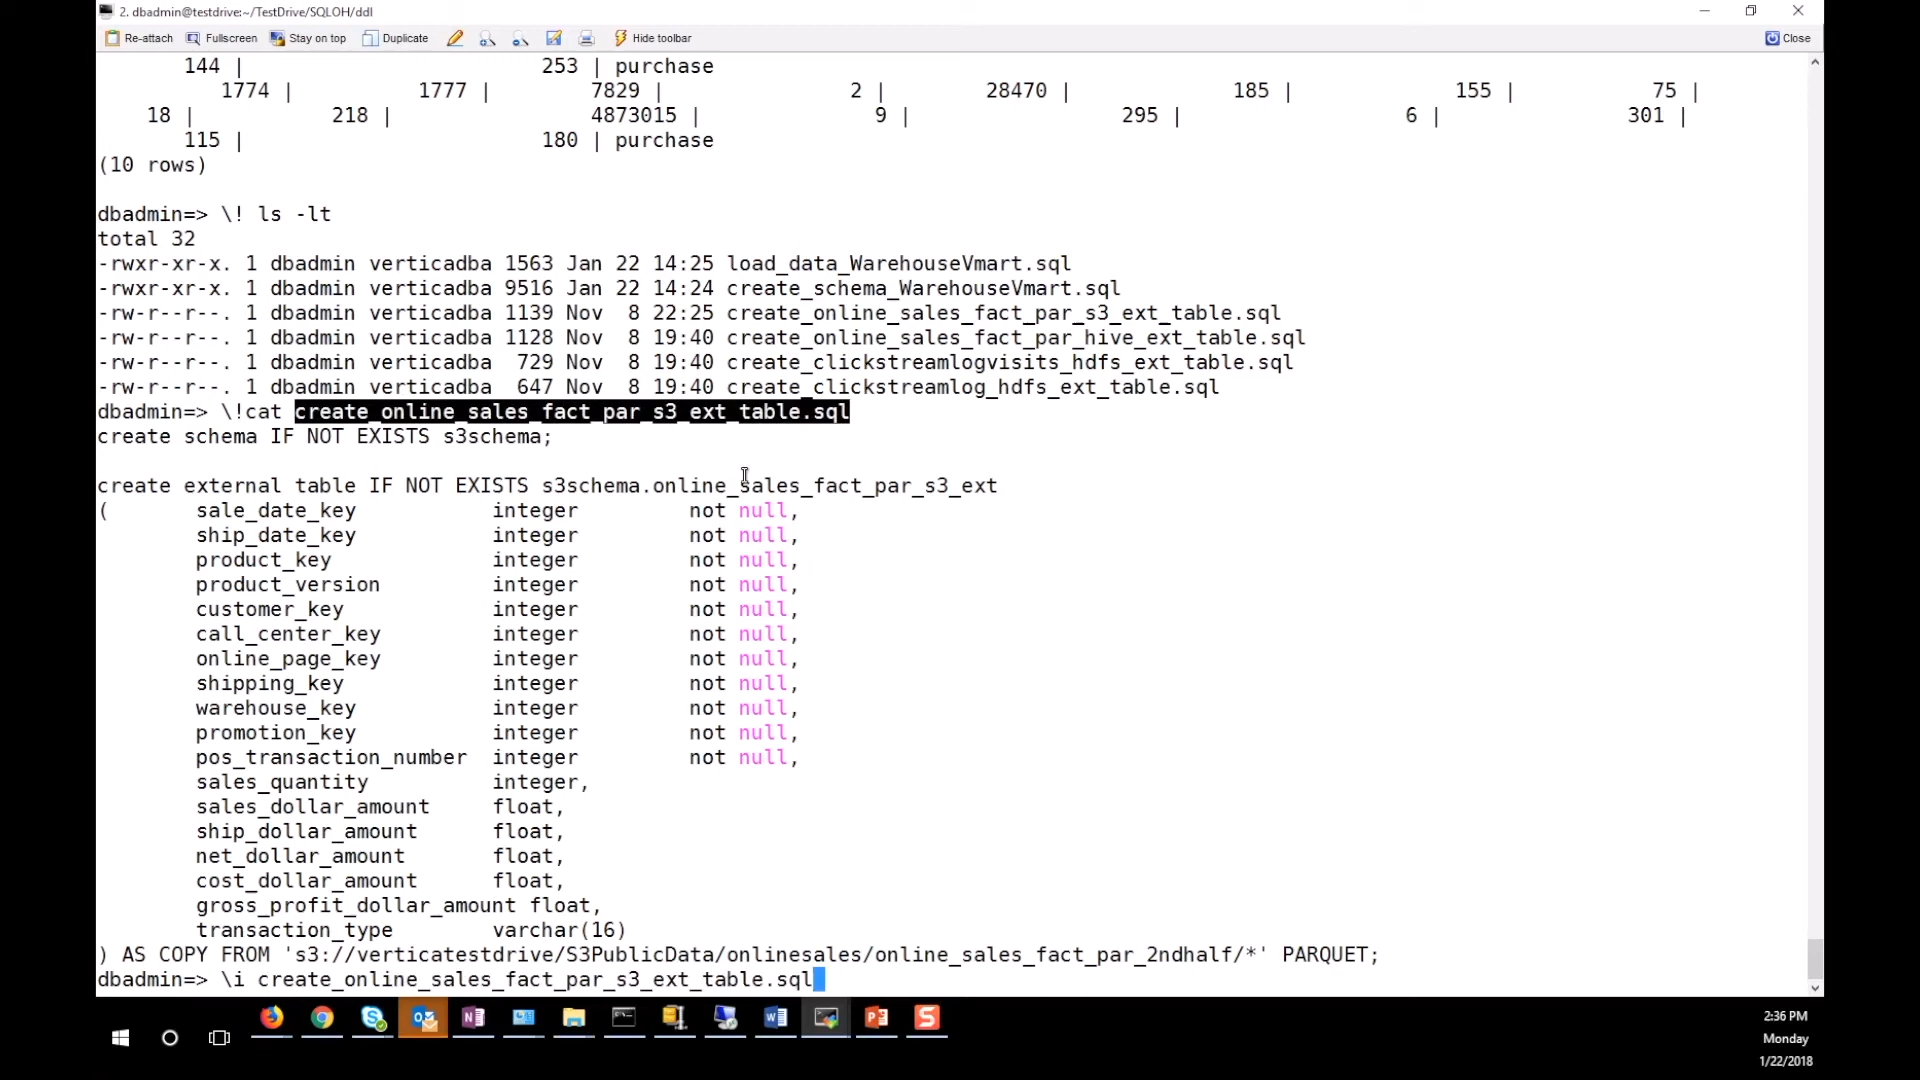 2. dbadmin@testdrive:~/TestDrive/SQLOH/ddl
Re-attach Fullscreen Stay on top Duplicate Hide toolbar Close
144 | 253 | purchase
1774 | 1777 | 7829 | 2 | 28470 | 185 | 155 | 75 |
18 | 218 | 4873015 | 9 | 295 | 6 | 301 |
115 | 180 | purchase
(10 rows)
dbadmin=> \! ls -lt
total 32
-rwxr-xr-x. 1 dbadmin verticadba 1563 Jan 22 14:25 load_data_WarehouseVmart.sql
-rwxr-xr-x. 1 dbadmin verticadba 9516 Jan 22 14:24 create_schema_WarehouseVmart.sql
-rw-r--r--. 1 dbadmin verticadba 1139 Nov 8 22:25 create_online_sales_fact_par_s3_ext_table.sql
-rw-r--r--. 1 dbadmin verticadba 1128 Nov 8 19:40 create_online_sales_fact_par_hive_ext_table.sql
-rw-r--r--. 1 dbadmin verticadba 729 Nov 8 19:40 create_clickstreamlogvisits_hdfs_ext_table.sql
-rw-r--r--. 1 dbadmin verticadba 647 Nov 8 19:40 create_clickstreamlog_hdfs_ext_table.sql
dbadmin=> \!cat create_online_sales_fact_par_s3_ext_table.sql
create schema IF NOT EXISTS s3schema;
create external table IF NOT EXISTS s3schema.online_sales_fact_par_s3_ext
( sale_date_key integer not null,
ship_date_key integer not null,
product_key integer not null,
product_version integer not null,
customer_key integer not null,
call_center_key integer not null,
online_page_key integer not null,
shipping_key integer not null,
warehouse_key integer not null,
promotion_key integer not null,
pos_transaction_number integer not null,
sales_quantity integer,
sales_dollar_amount float,
ship_dollar_amount float,
net_dollar_amount float,
cost_dollar_amount float,
gross_profit_dollar_amount float,
transaction_type varchar(16)
) AS COPY FROM 's3://verticatestdrive/S3PublicData/onlinesales/online_sales_fact_par_2ndhalf/*' PARQUET;
dbadmin=> \i create_online_sales_fact_par_s3_ext_table.sql
2:36 PM
Monday
1/22/2018